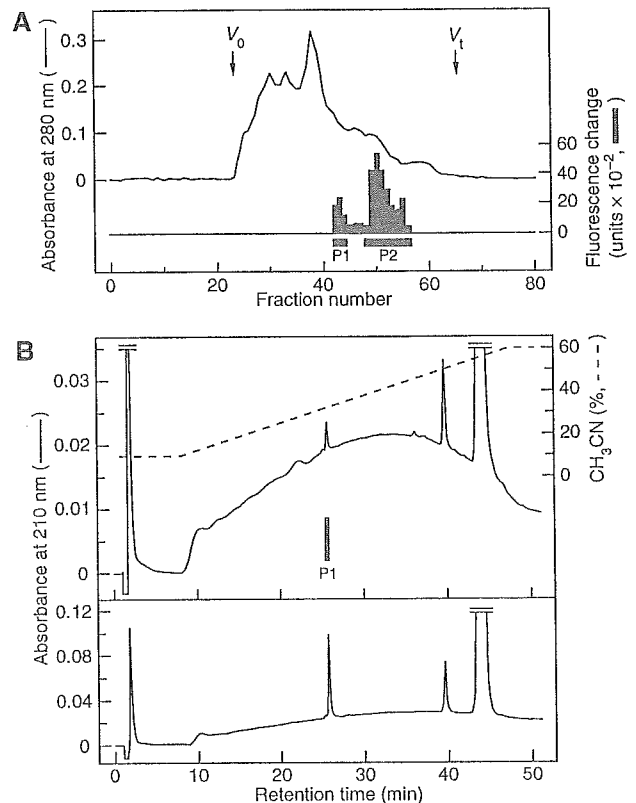 A
Absorbance at 280 nm (——)
0.3
0.2
0.1
0
V₀
Vₜ
60
40
20
0
Fluorescence change
(units × 10⁻², )
P1
P2
0
20
40
60
80
Fraction number
B
Absorbance at 210 nm (——)
0.03
0.02
0.01
0
60
40
20
0
CH₃CN (%, ----)
P1
0.12
0.08
0.04
0
0
10
20
30
40
50
Retention time (min)